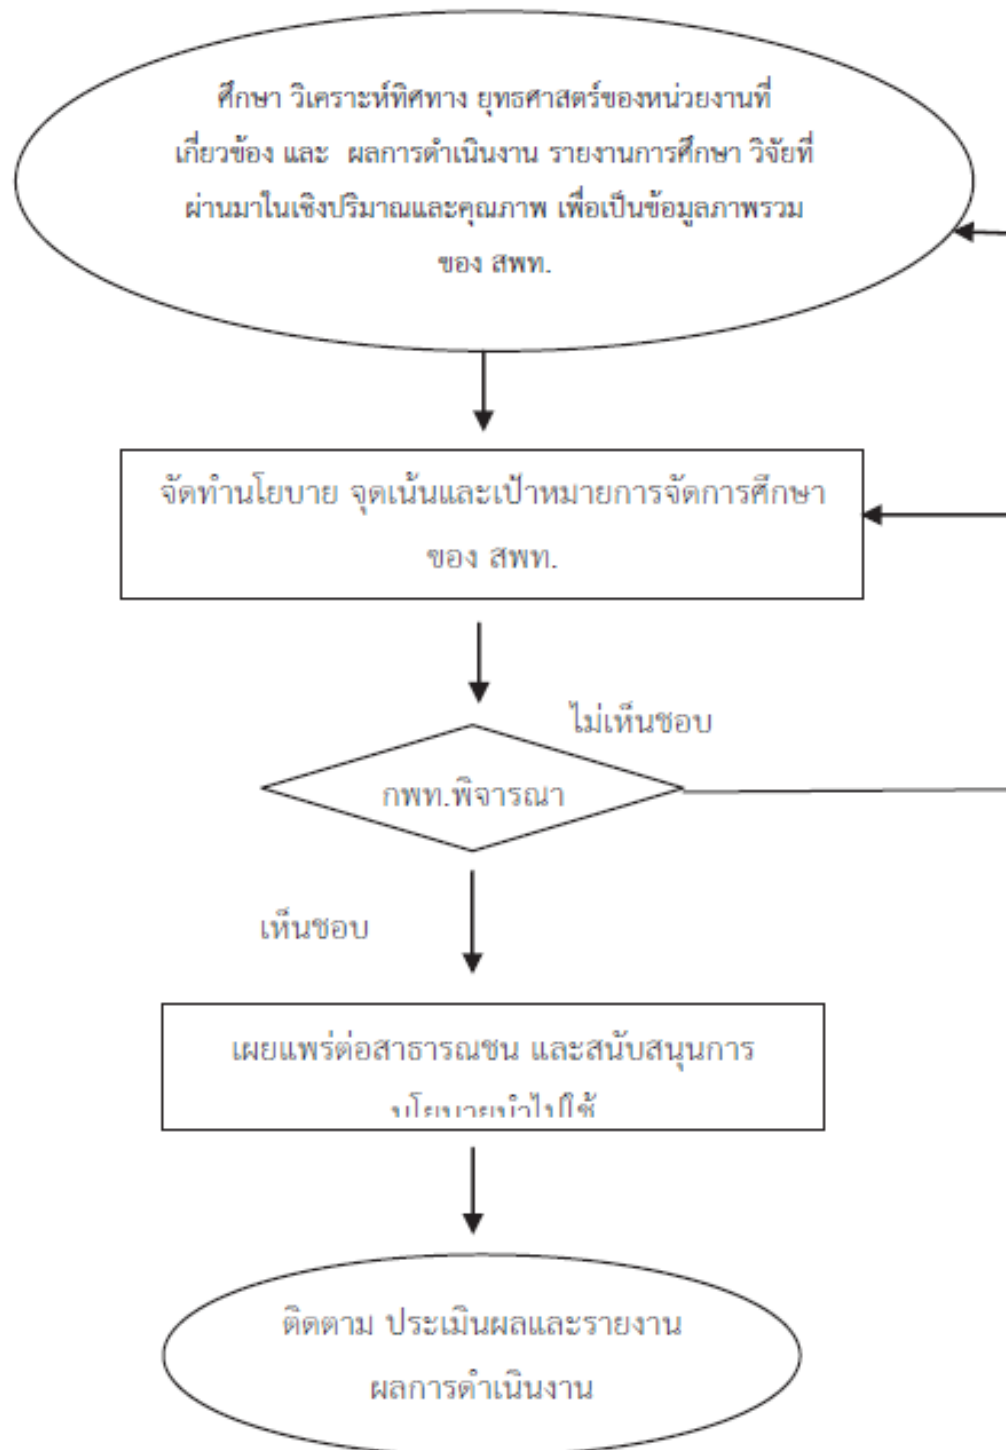 ศึกษา วิเคราะห์ทิศทาง ยุทธศาสตร์ของหน่วยงานที่
เกี่ยวข้อง และ ผลการดำเนินงาน รายงานการศึกษา วิจัยที่
ผ่านมาในเชิงปริมาณและคุณภาพ เพื่อเป็นข้อมูลภาพรวม
ของ สพท.
จัดทำนโยบาย จุดเน้นและเป้าหมายการจัดการศึกษา
ของ สพท.
ไม่เห็นชอบ
กพท.พิจารณา
เห็นชอบ
เผยแพร่ต่อสาธารณชน และสนับสนุนการ
นโยบายนำไปใช้
ติดตาม ประเมินผลและรายงาน
ผลการดำเนินงาน